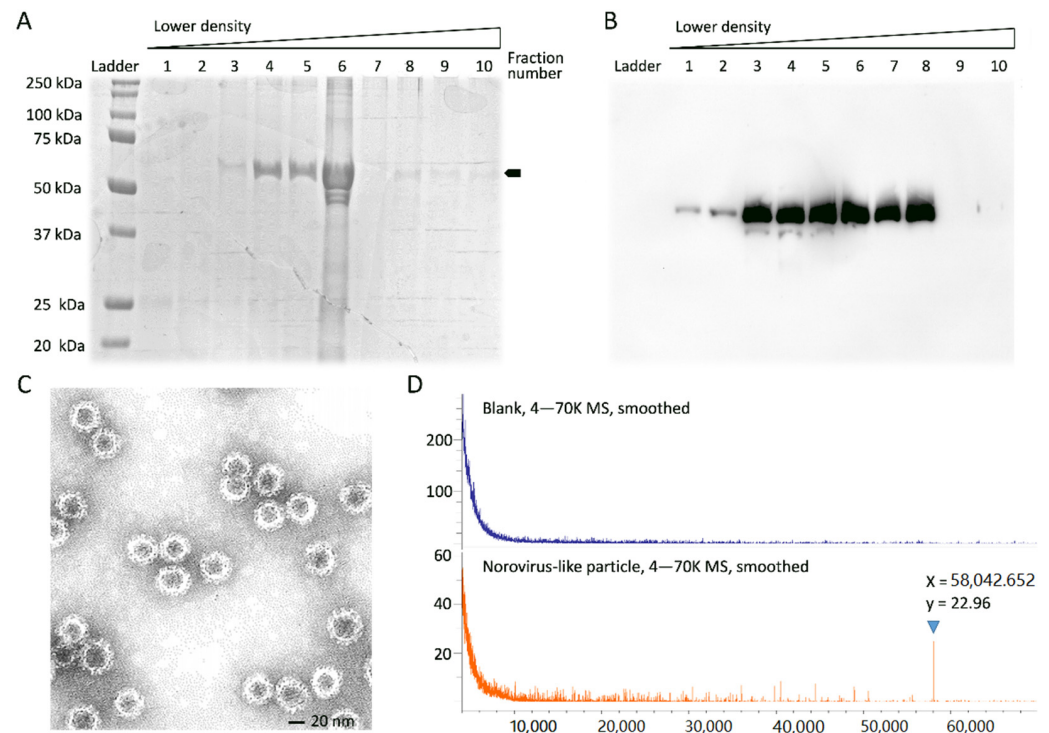 A
Lower density
Ladder 1 2 3 4 5 6 7 8 9 10 Fraction number
250 kDa
100 kDa
75 kDa
50 kDa
37 kDa
25 kDa
20 kDa
B
Lower density
Ladder 1 2 3 4 5 6 7 8 9 10
C
20 nm
D
Blank, 4—70K MS, smoothed
200
100
60
Norovirus-like particle, 4—70K MS, smoothed
X = 58,042.652
y = 22.96
40
20
10,000 20,000 30,000 40,000 50,000 60,000